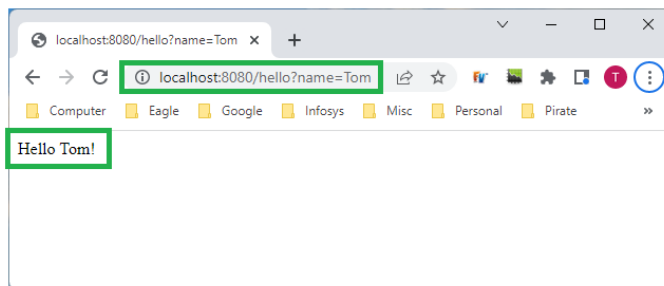 localhost:8080/hello?name=Tom
localhost:8080/hello?name=Tom
T
Computer Eagle Google Infosys Misc Personal Pirate
Hello Tom!